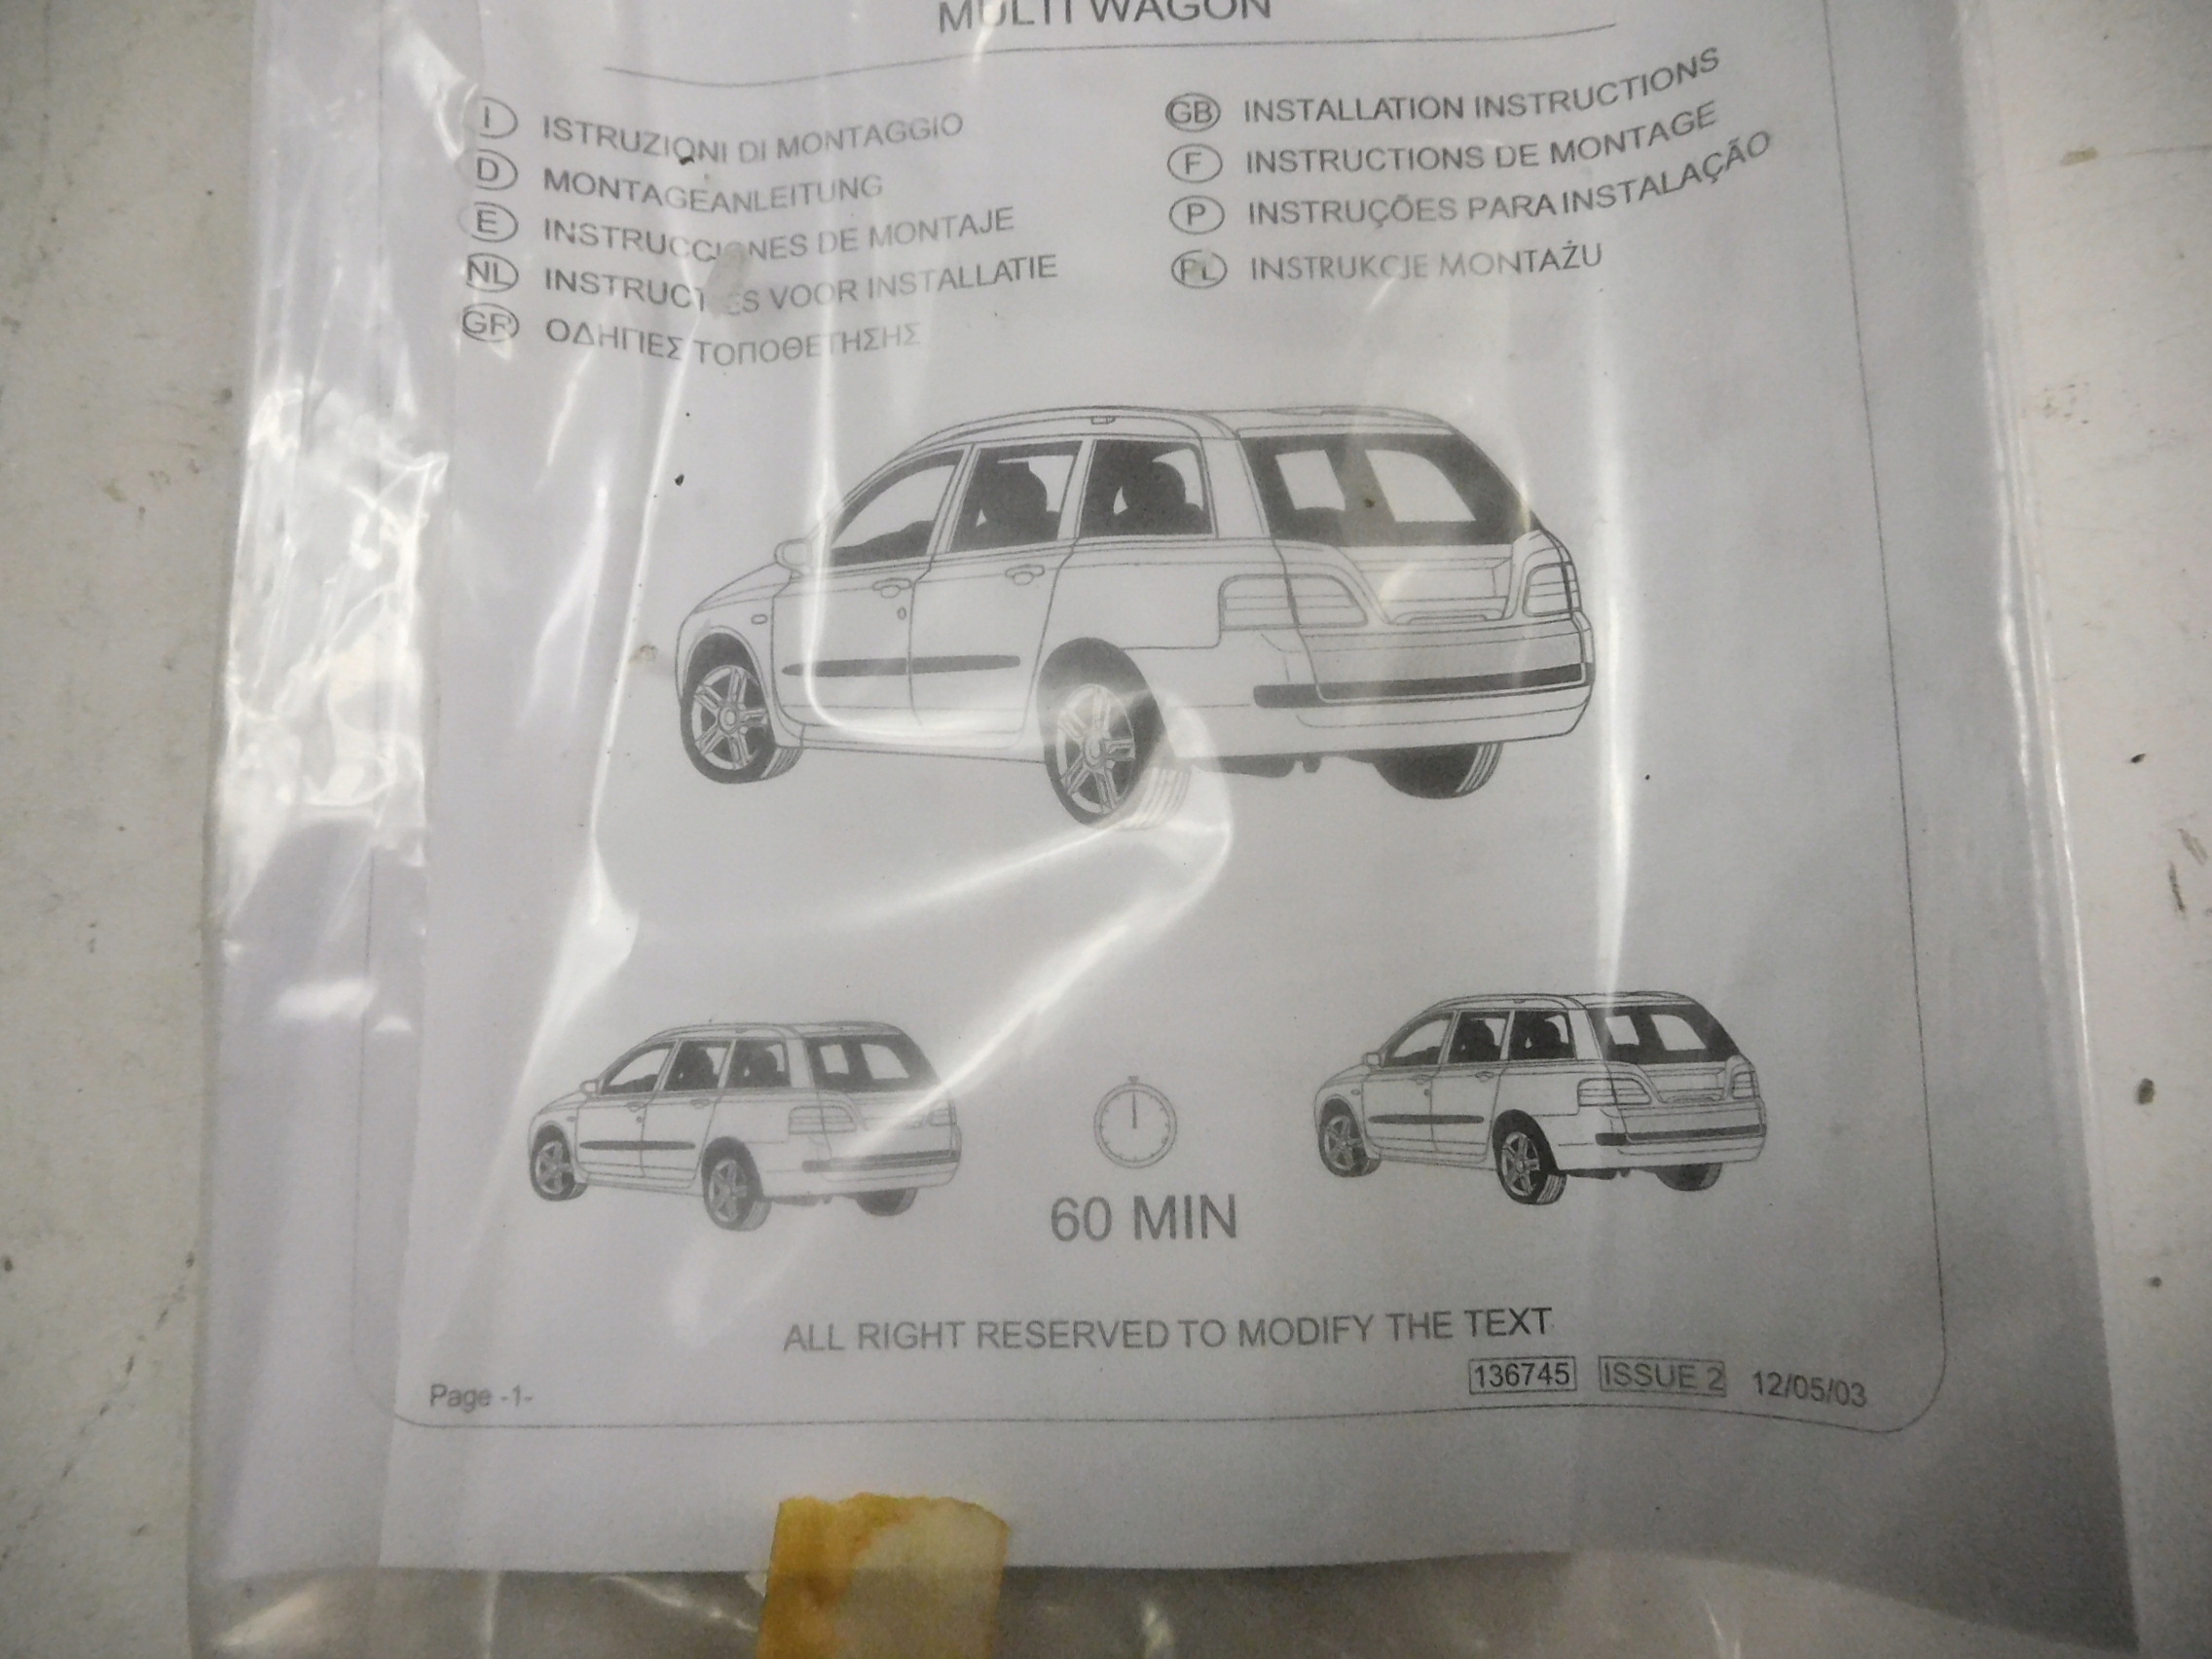 MULTI WAGON
I ISTRUZIONI DI MONTAGGIO
D MONTAGEANLEITUNG
E INSTRUCCIONES DE MONTAJE
NL INSTRUCTIES VOOR INSTALLATIE
GR ΟΔΗΓΙΕΣ ΤΟΠΟΘΕΤΗΣΗΣ
GB INSTALLATION INSTRUCTIONS
F INSTRUCTIONS DE MONTAGE
P INSTRUÇÕES PARA INSTALAÇÃO
PL INSTRUKCJE MONTAŻU
60 MIN
ALL RIGHT RESERVED TO MODIFY THE TEXT
136745 ISSUE 2 12/05/03
Page -1-